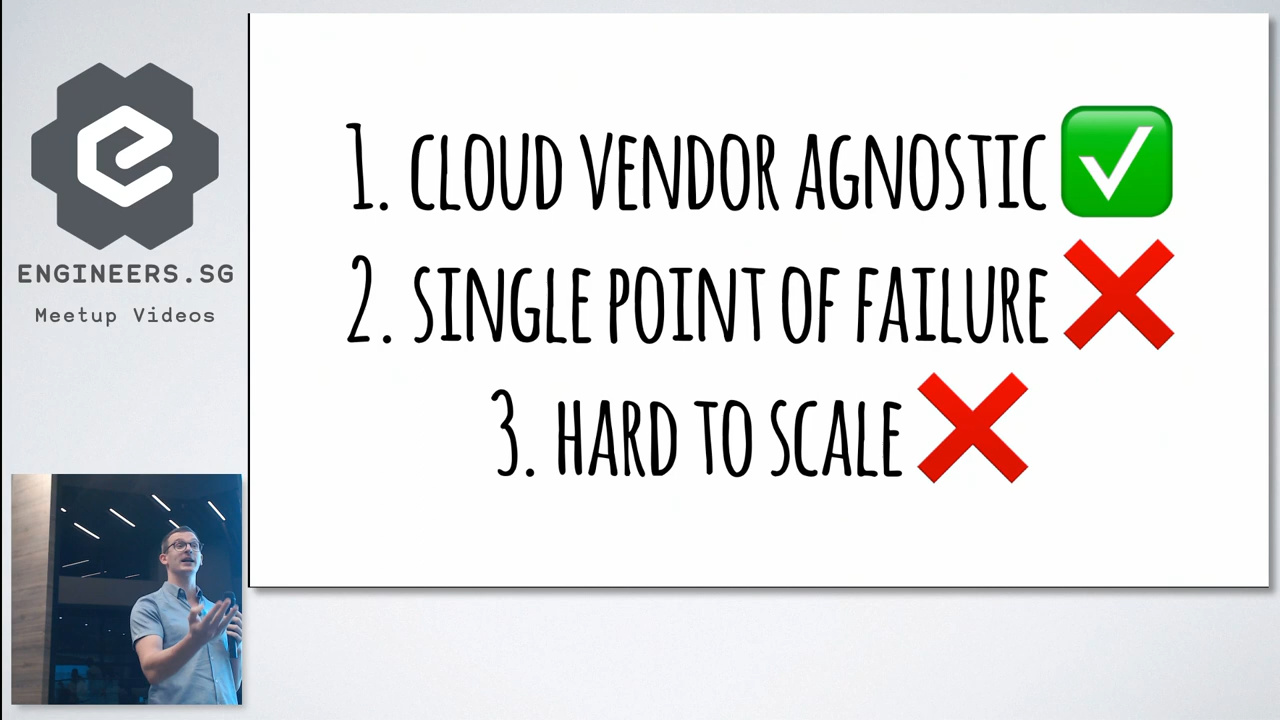 ENGINEERS.SG
Meetup Videos
1. CLOUD VENDOR AGNOSTIC ✅
2. SINGLE POINT OF FAILURE ❌
3. HARD TO SCALE ❌